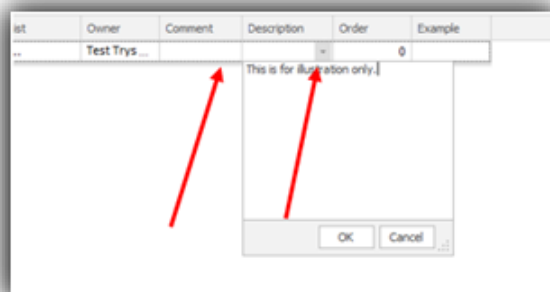 ist Owner Comment Description Order Example
.. Test Trys ... 0
This is for illustration only.
OK Cancel